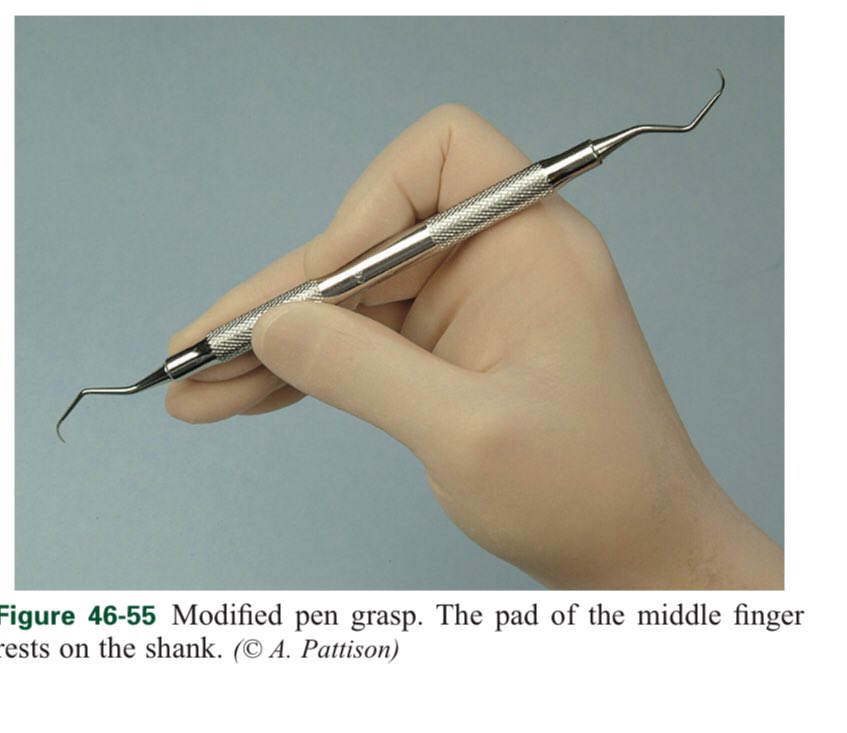 Figure 46-55 Modified pen grasp. The pad of the middle finger
rests on the shank. (© A. Pattison)